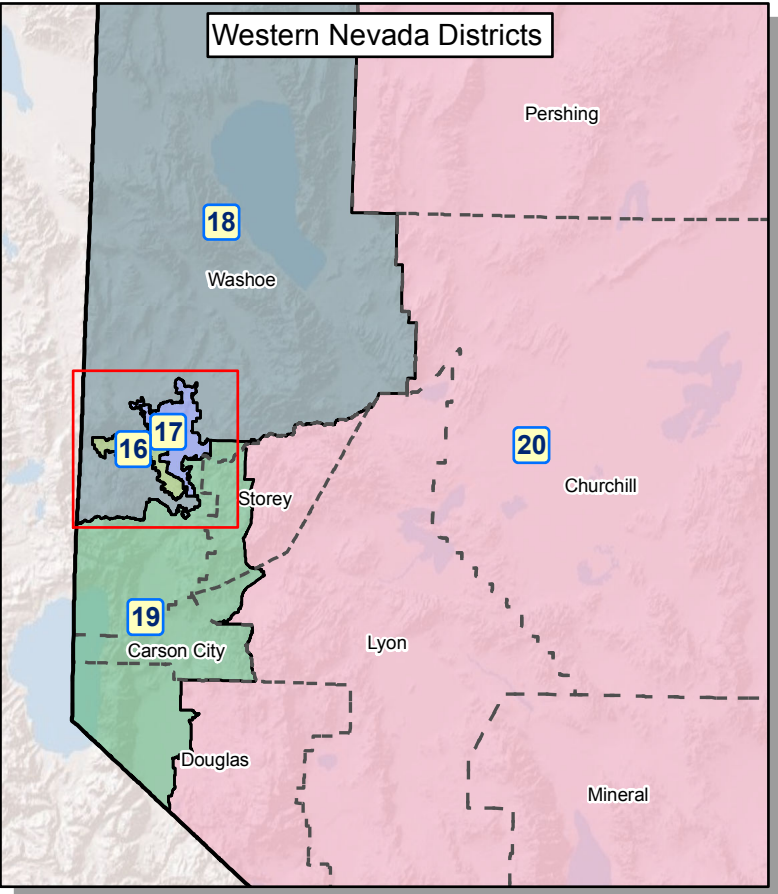 Western Nevada Districts
Pershing
18
Washoe
17
16
20
Churchill
Storey
19
Lyon
Carson City
Douglas
Mineral